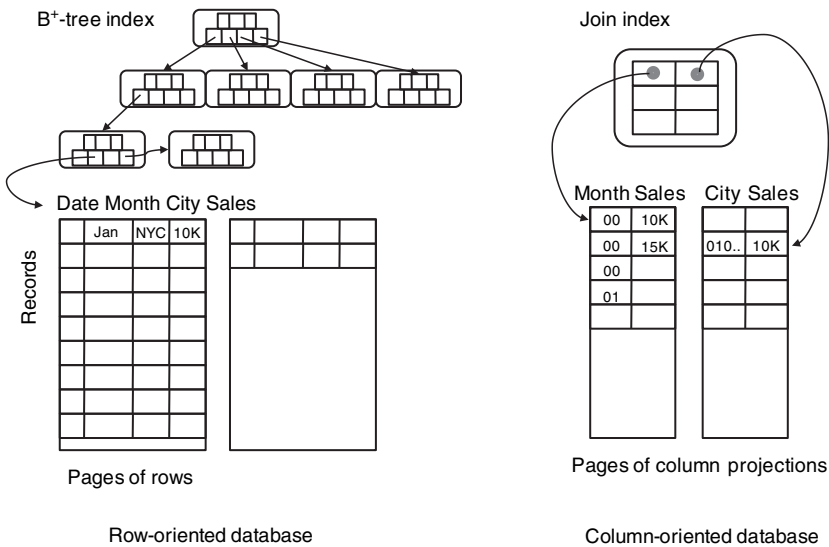 B+-tree index
Join index
Date Month City Sales
Month Sales
City Sales
Records
Jan NYC 10K
00 10K
00 15K
00
01
010.. 10K
Pages of rows
Pages of column projections
Row-oriented database
Column-oriented database